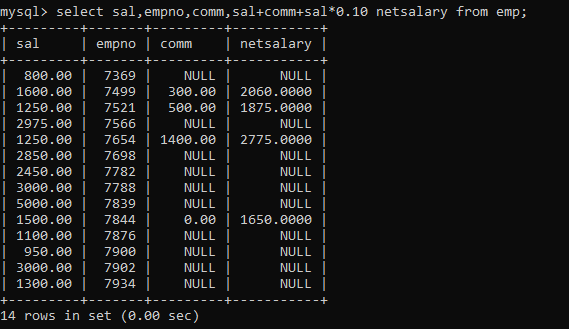 mysql> select sal,empno,comm,sal+comm+sal*0.10 netsalary from emp;
+---------+-------+---------+-----------+
| sal     | empno | comm    | netsalary |
+---------+-------+---------+-----------+
|  800.00 |  7369 |    NULL |      NULL |
| 1600.00 |  7499 |  300.00 | 2060.0000 |
| 1250.00 |  7521 |  500.00 | 1875.0000 |
| 2975.00 |  7566 |    NULL |      NULL |
| 1250.00 |  7654 | 1400.00 | 2775.0000 |
| 2850.00 |  7698 |    NULL |      NULL |
| 2450.00 |  7782 |    NULL |      NULL |
| 3000.00 |  7788 |    NULL |      NULL |
| 5000.00 |  7839 |    NULL |      NULL |
| 1500.00 |  7844 |    0.00 | 1650.0000 |
| 1100.00 |  7876 |    NULL |      NULL |
|  950.00 |  7900 |    NULL |      NULL |
| 3000.00 |  7902 |    NULL |      NULL |
| 1300.00 |  7934 |    NULL |      NULL |
+---------+-------+---------+-----------+
14 rows in set (0.00 sec)